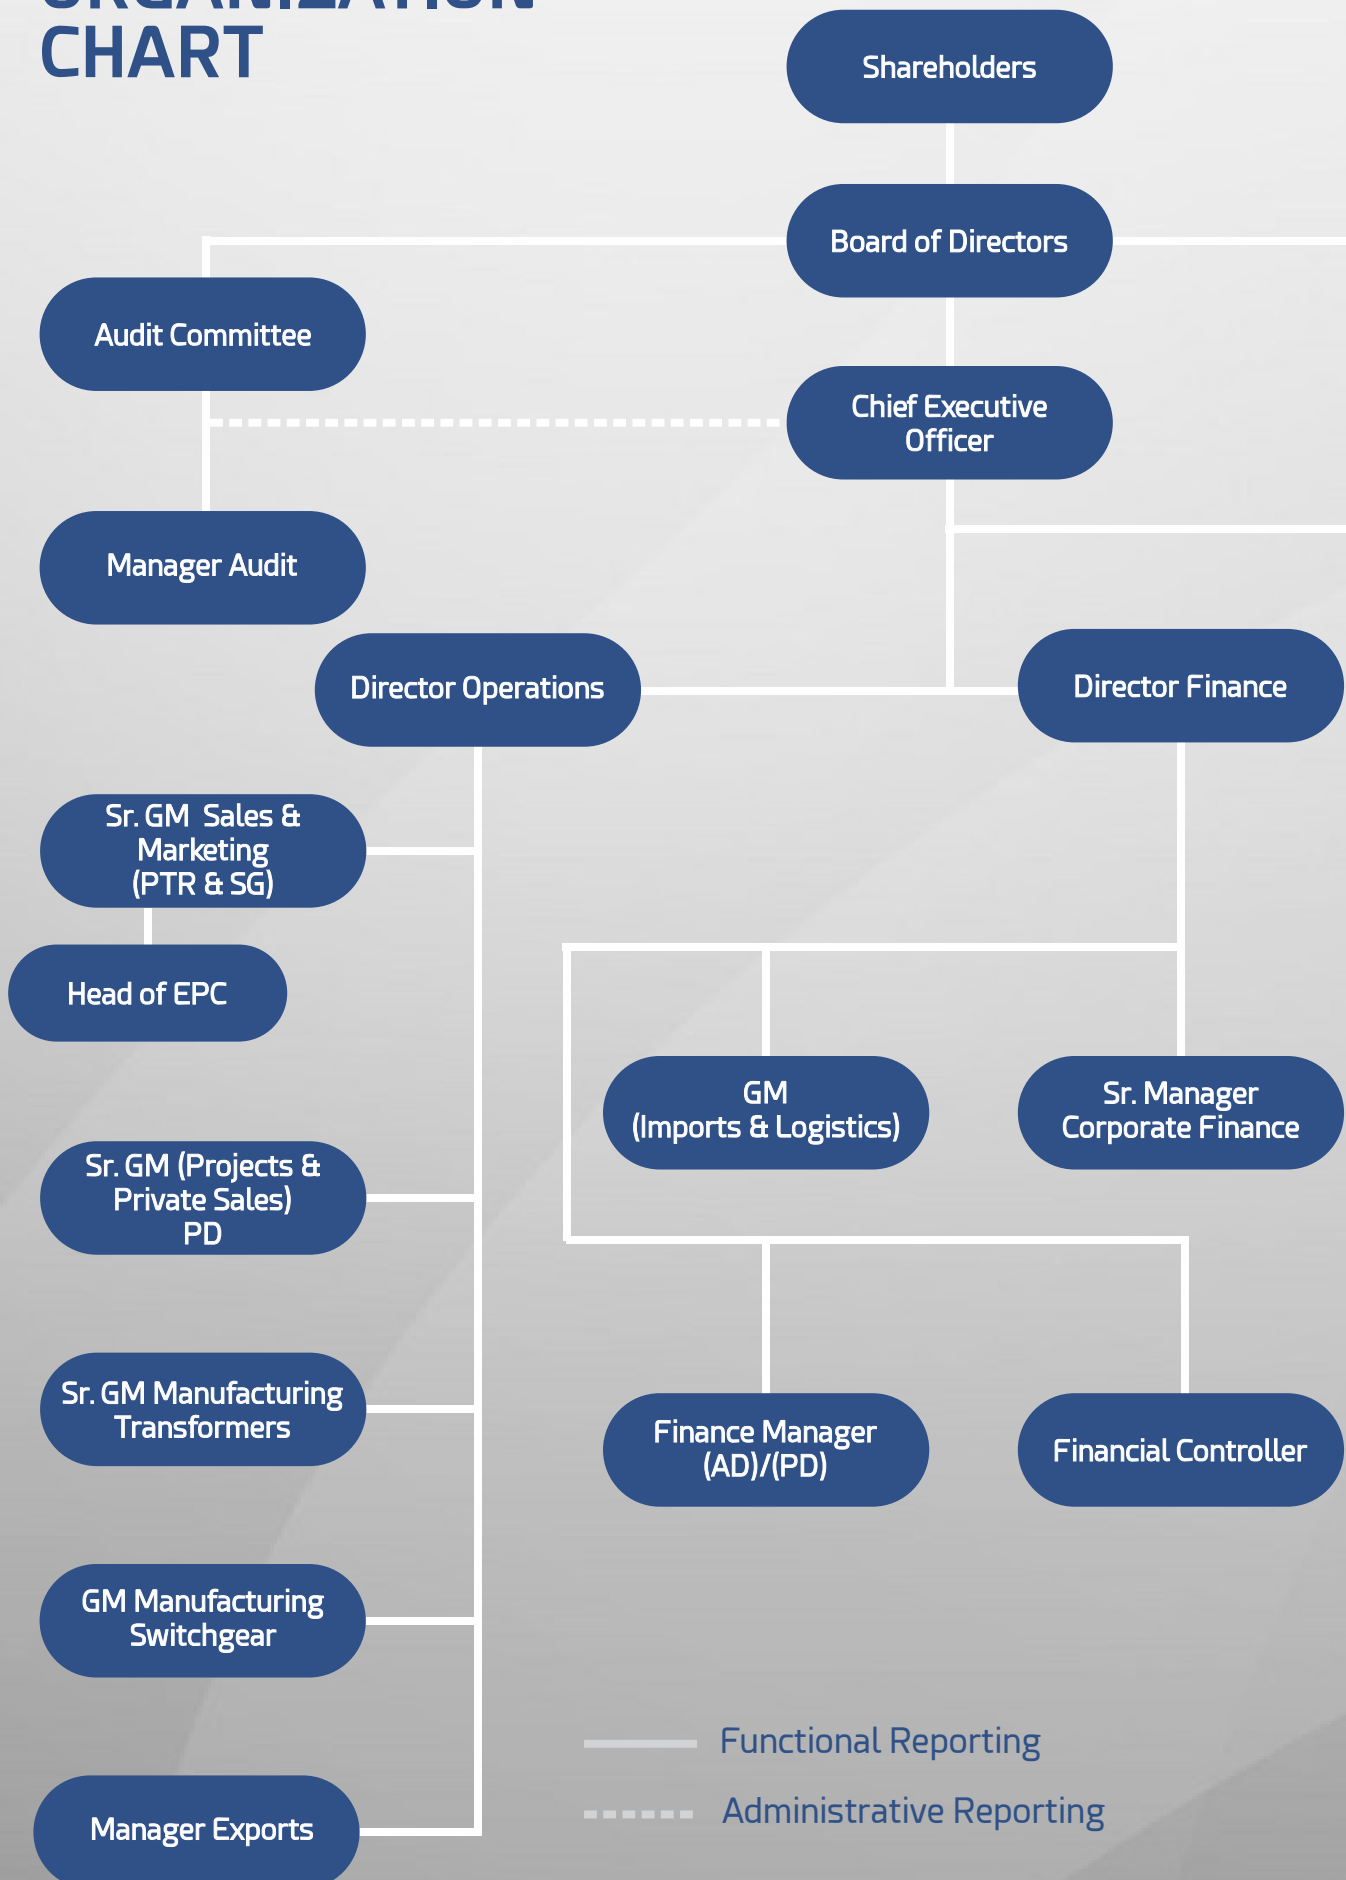 ORGANIZATION
CHART
Shareholders
Board of Directors
Audit Committee
Chief Executive
Officer
Manager Audit
Director Operations
Director Finance
Sr. GM  Sales &
Marketing
(PTR & SG)
Head of EPC
GM
(Imports & Logistics)
Sr. Manager
Corporate Finance
Sr. GM (Projects &
Private Sales)
PD
Sr. GM Manufacturing
Transformers
Finance Manager
(AD)/(PD)
Financial Controller
GM Manufacturing
Switchgear
Functional Reporting
Administrative Reporting
Manager Exports